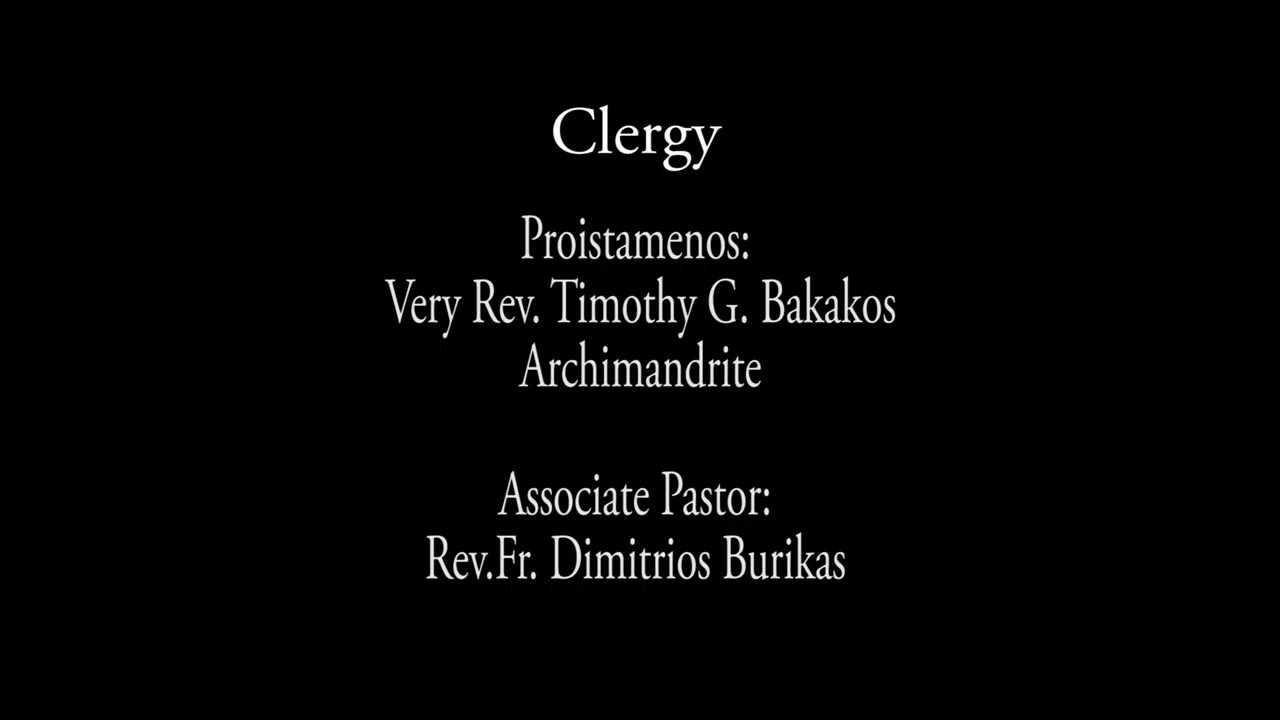 Clergy
Proistamenos:
Very Rev. Timothy G. Bakakos
Archimandrite
Associate Pastor:
Rev.Fr. Dimitrios Burikas